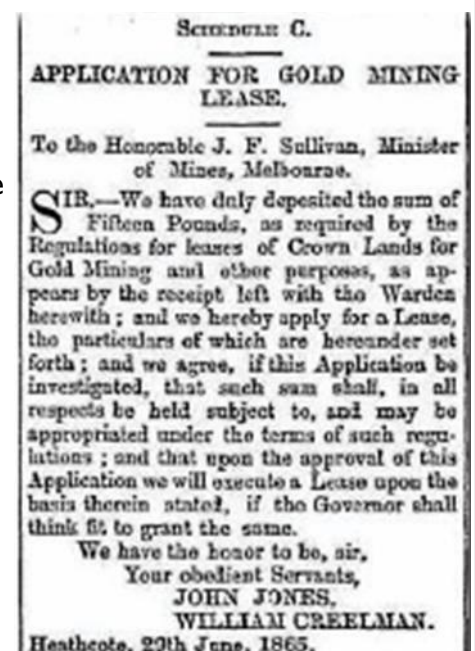 SCHEDULE C.
APPLICATION FOR GOLD MINING
LEASE.
To the Honorable J. F. Sullivan, Minister
of Mines, Melbourne.
SIR.—We have duly deposited the sum of
Fifteen Pounds, as required by the
Regulations for leases of Crown Lands for
Gold Mining and other purposes, as ap-
pears by the receipt left with the Warden
herewith; and we hereby apply for a Lease,
the particulars of which are hereunder set
forth; and we agree, if this Application be
investigated, that such sum shall, in all
respects be held subject to, and may be
appropriated under the terms of such regu-
lations; and that upon the approval of this
Application we will execute a Lease upon the
basis therein stated, if the Governor shall
think fit to grant the same.
We have the honor to be, sir,
Your obedient Servants,
JOHN JONES,
WILLIAM CREELMAN.
Heathcote, 29th June, 1865.